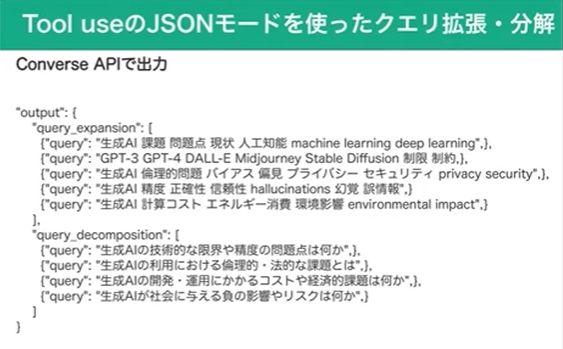 Tool useのJSONモードを使ったクエリ拡張・分解
Converse APIで出力
"output": {
"query_expansion": [
{"query": "生成AI 課題 問題点 現状 人工知能 machine learning deep learning",},
{"query": "GPT-3 GPT-4 DALL-E Midjourney Stable Diffusion 制限 制約,},
{"query": "生成AI 倫理的問題 バイアス 偏見 プライバシー セキュリティ privacy security",},
{"query": "生成AI 精度 正確性 信頼性 hallucinations 幻覚 誤情報",}
{"query": "生成AI 計算コスト エネルギー消費 環境影響 environmental impact",}
],
"query_decomposition": [
{"query": "生成AIの技術的な限界や精度の問題点は何か",},
{"query": "生成AIの利用における倫理的・法的な課題とは",},
{"query": "生成AIの開発・運用にかかるコストや経済的課題は何か",},
{"query": "生成AIが社会に与える負の影響やリスクは何か",}
]
}